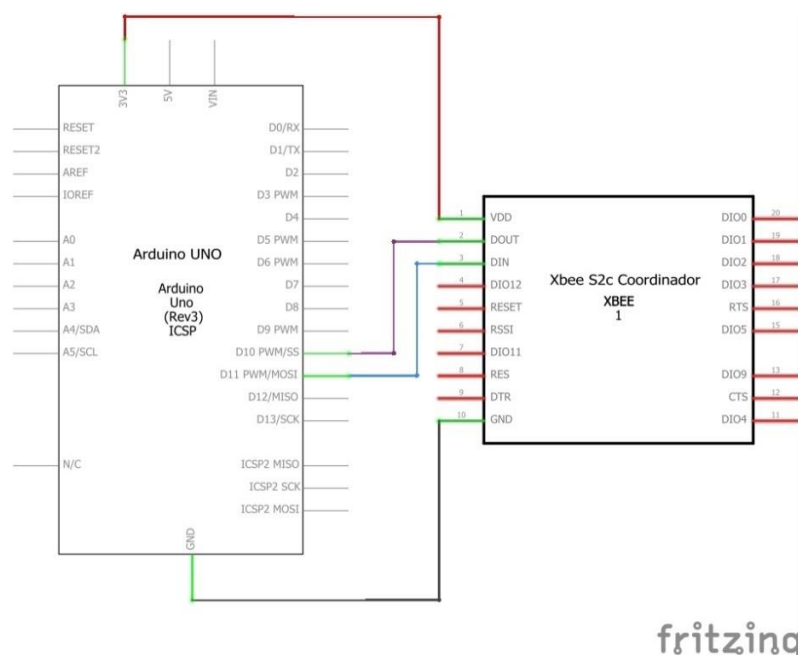 3V3
5V
VIN
RESET
RESET2
AREF
IOREF
A0
A1
A2
A3
A4/SDA
A5/SCL
N/C
Arduino UNO
Arduino
Uno
(Rev3)
ICSP
D0/RX
D1/TX
D2
D3 PWM
D4
D5 PWM
D6 PWM
D7
D8
D9 PWM
D10 PWM/SS
D11 PWM/MOSI
D12/MISO
D13/SCK
ICSP2 MISO
ICSP2 SCK
ICSP2 MOSI
GND
1 VDD
2 DOUT
3 DIN
4 DIO12
5 RESET
6 RSSI
7 DIO11
8 RES
9 DTR
10 GND
Xbee S2c Coordinador
XBEE
1
DIO0 20
DIO1 19
DIO2 18
DIO3 17
RTS 16
DIO5 15
DIO9 13
CTS 12
DIO4 11
fritzing